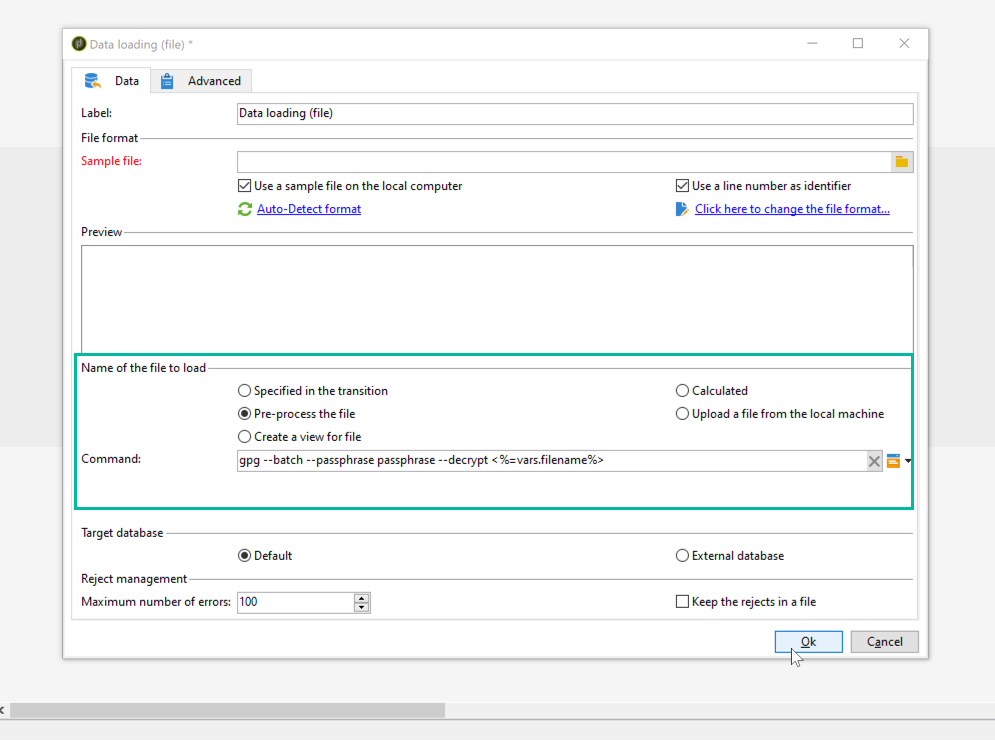 Data loading (file) *
Data
Advanced
Label:
Data loading (file)
File format
Sample file:
Use a sample file on the local computer
Use a line number as identifier
Auto-Detect format
Click here to change the file format...
Preview
Name of the file to load
Specified in the transition
Calculated
Pre-process the file
Upload a file from the local machine
Create a view for file
Command:
gpg --batch --passphrase passphrase --decrypt <%=vars.filename%>
Target database
Default
External database
Reject management
Maximum number of errors:
100
Keep the rejects in a file
Ok
Cancel